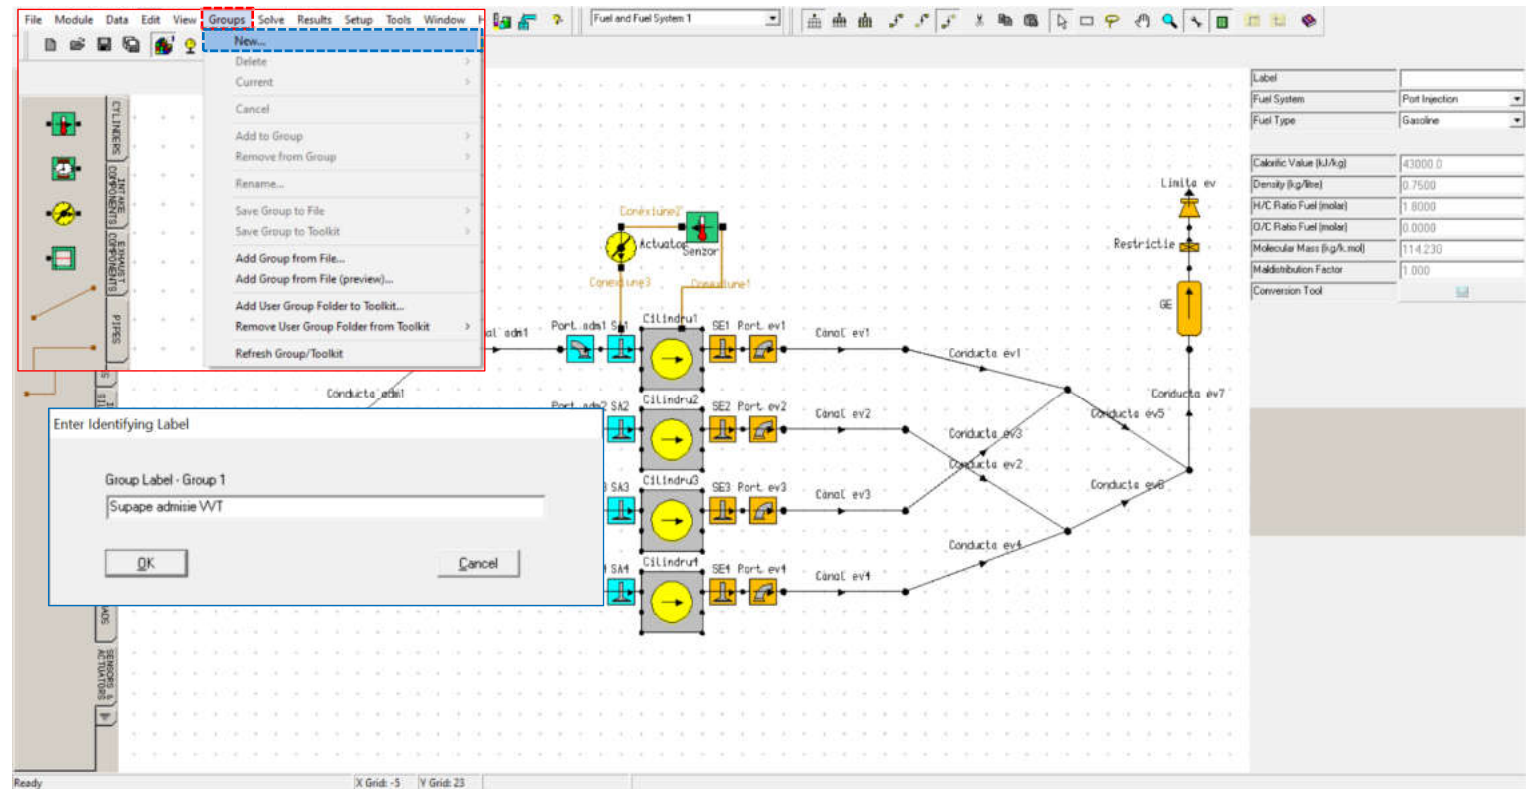 File Module Data Edit View Groups Solve Results Setup Tools Window H
Fuel and Fuel System 1
New...
Delete
Current
Cancel
Add to Group
Remove from Group
Rename...
Save Group to File
Save Group to Toolkit
Add Group from File...
Add Group from File (preview)...
Add User Group Folder to Toolkit...
Remove User Group Folder from Toolkit
Refresh Group/Toolkit
CYLINDERS
INTAKE COMPONENTS
EXHAUST COMPONENTS
PIPES
SENSORS & ACTUATORS
Label
Fuel System Port Injection
Fuel Type Gasoline
Calorific Value (kJ/kg) 43000.0
Density (kg/litre) 0.7500
H/C Ratio Fuel (molar) 1.8000
O/C Ratio Fuel (molar) 0.0000
Molecular Mass (kg/k.mol) 114.230
Maldistribution Factor 1.000
Conversion Tool
Limita ev
Restrictie
GE
Conexiune2
Actuator
Senzor
Conexiune3
Conexiune1
adm1
Port adm1 SA1 Cilindru1 SE1 Port ev1 Canal ev1
Conducta ev1
Conducta adm1
Conducta ev7
Port adm2 SA2 Cilindru2 SE2 Port ev2 Canal ev2
Conducta ev5
Conducta ev3
Conducta ev2
SA3 Cilindru3 SE3 Port ev3 Canal ev3
Conducta ev6
Conducta ev4
SA4 Cilindru4 SE4 Port ev4 Canal ev4
Enter Identifying Label
Group Label - Group 1
Supape admisie VVT
OK
Cancel
Ready
X Grid: -5
Y Grid: 23